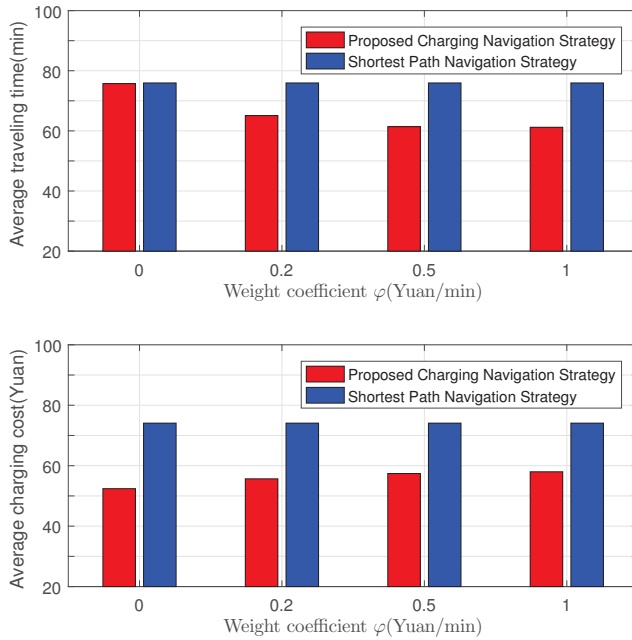 Average traveling time(min)
100
80
60
40
20
Proposed Charging Navigation Strategy
Shortest Path Navigation Strategy
0 0.2 0.5 1
Weight coefficient φ(Yuan/min)
Average charging cost(Yuan)
100
80
60
40
20
Proposed Charging Navigation Strategy
Shortest Path Navigation Strategy
0 0.2 0.5 1
Weight coefficient φ(Yuan/min)